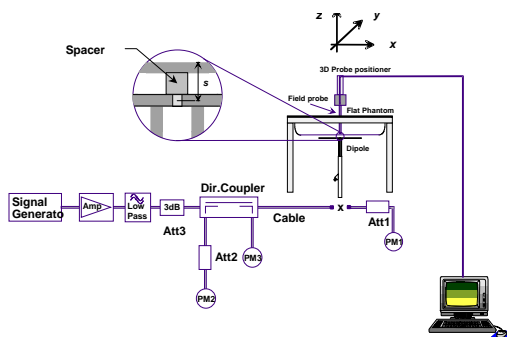 z
y
x
Spacer
s
3D Probe positioner
Field probe
Flat Phantom
Dipole
Signal
Generato
Amp
Low
Pass
3dB
Att3
Dir.Coupler
Cable
x
Att1
PM1
Att2
PM3
PM2